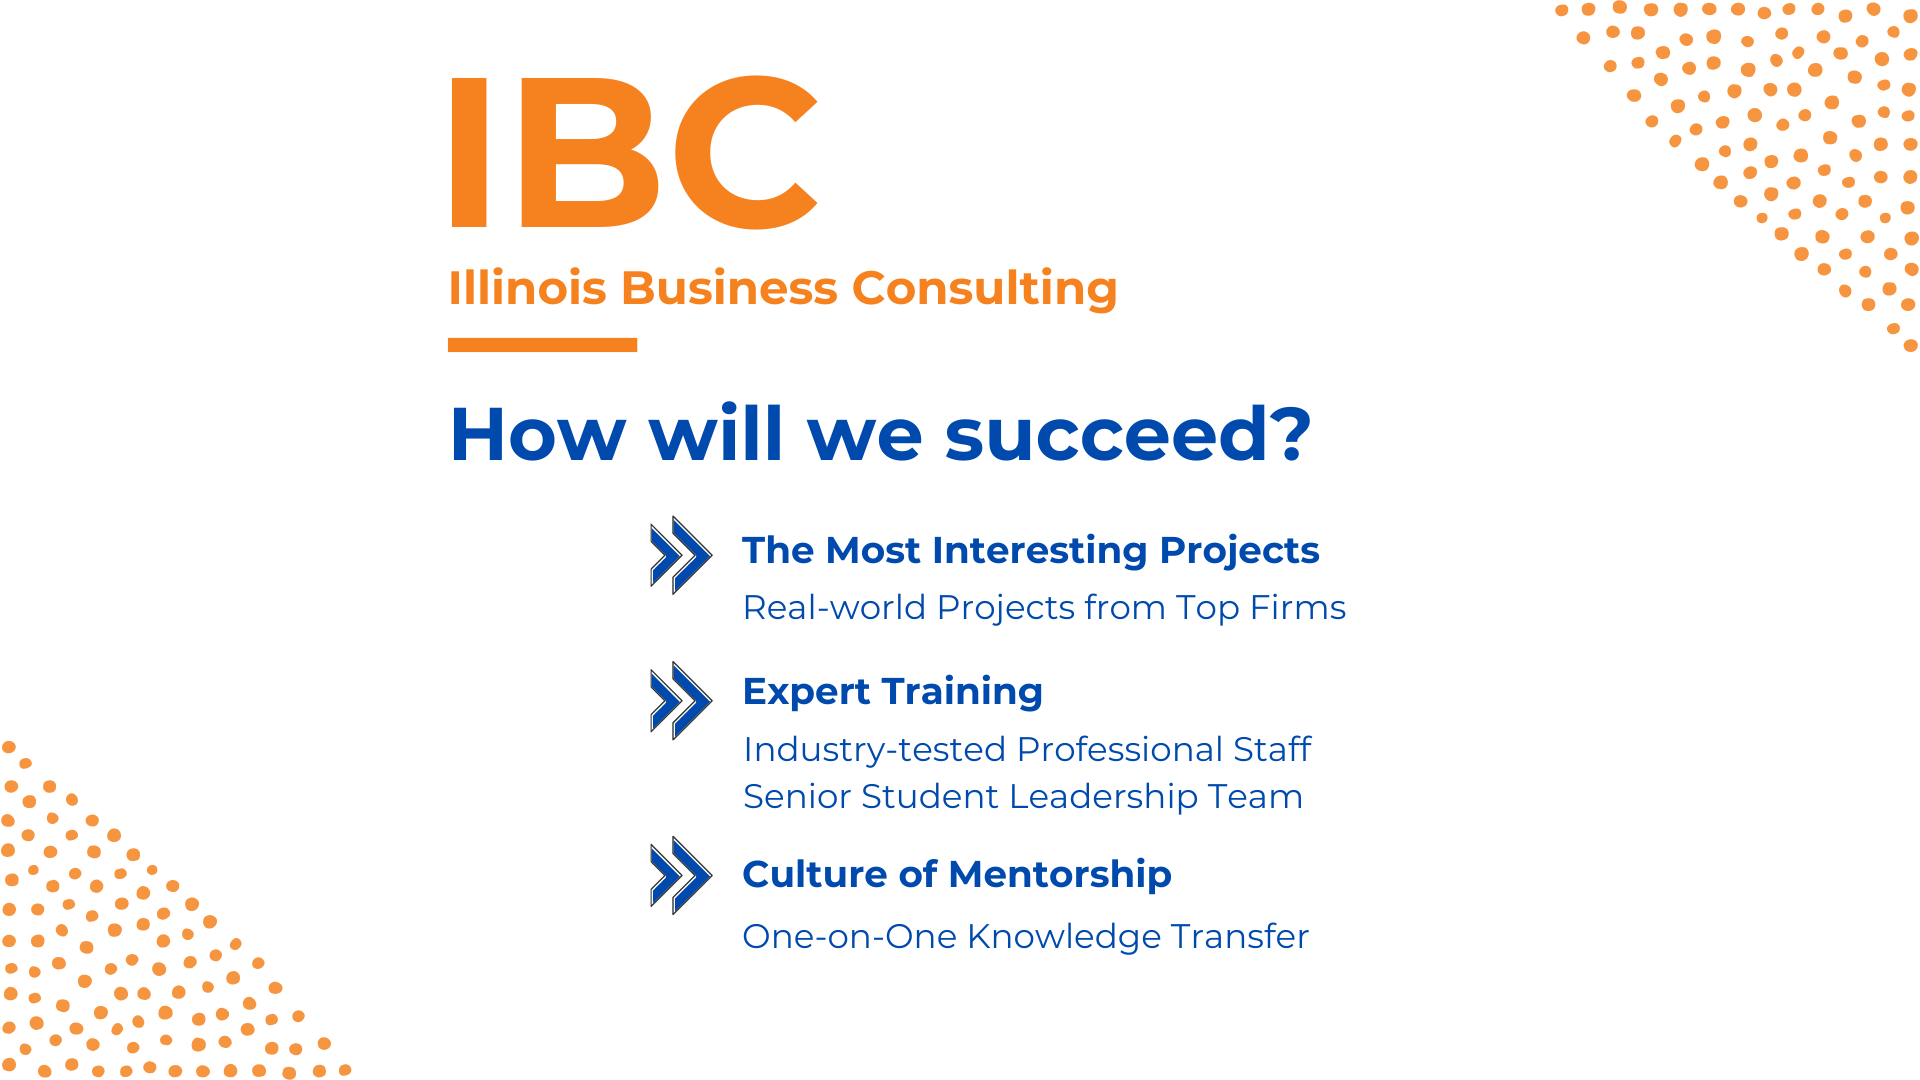 IBC
Illinois Business Consulting
How will we succeed?
The Most Interesting Projects
Real-world Projects from Top Firms
Expert Training
Industry-tested Professional Staff
Senior Student Leadership Team
Culture of Mentorship
One-on-One Knowledge Transfer